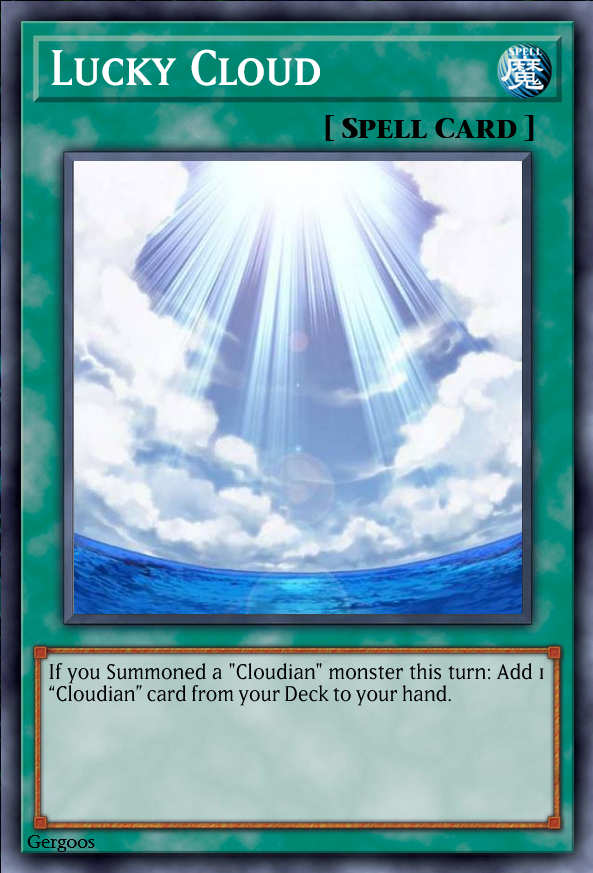 Lucky Cloud
SPELL
魔
[ Spell Card ]
If you Summoned a "Cloudian" monster this turn: Add 1
“Cloudian” card from your Deck to your hand.
Gergoos